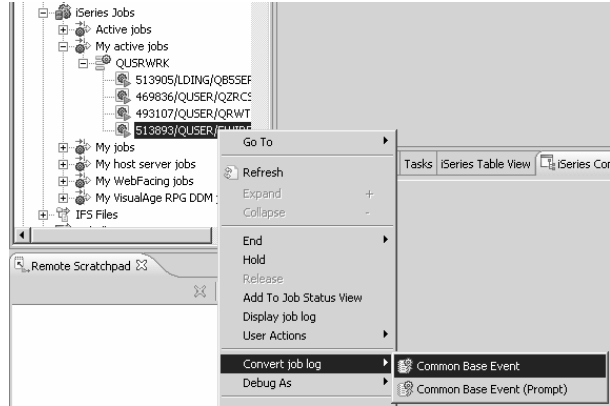 iSeries Jobs
Active jobs
My active jobs
QUSRWRK
513905/LDING/QB5SER
469836/QUSER/QZRCS
493107/QUSER/QRWT
513893/QUSER/
My jobs
My host server jobs
My WebFacing jobs
My VisualAge RPG DDM
IFS Files
Remote Scratchpad
Go To
Refresh
Expand +
Collapse -
End
Hold
Release
Add To Job Status View
Display job log
User Actions
Convert job log
Debug As
Tasks iSeries Table View iSeries Com
Common Base Event
Common Base Event (Prompt)